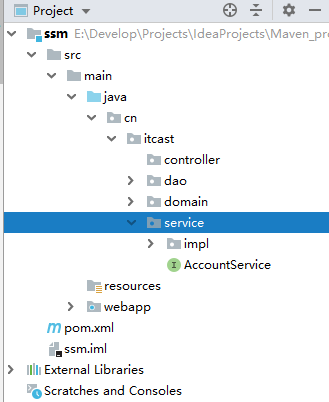 Project
ssm E:\Develop\Projects\IdeaProjects\Maven_pro
src
main
java
cn
itcast
controller
dao
domain
service
impl
AccountService
resources
webapp
pom.xml
ssm.iml
External Libraries
Scratches and Consoles